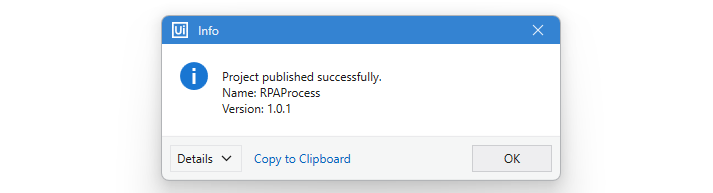 Ui Info
Project published successfully.
Name: RPAProcess
Version: 1.0.1
Details Copy to Clipboard OK